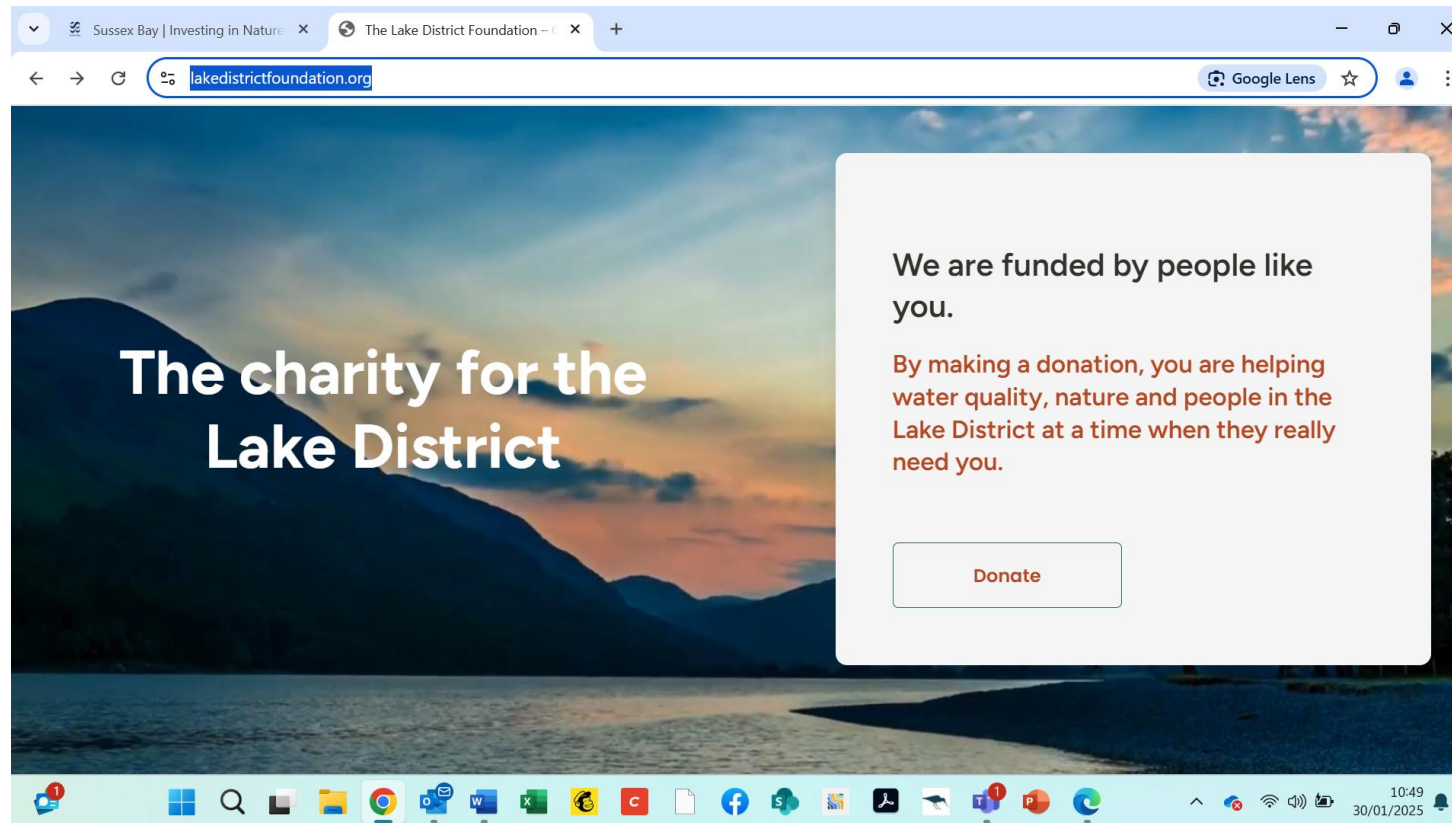 Sussex Bay | Investing in Nature
The Lake District Foundation –
lakedistrictfoundation.org
Google Lens
The charity for the
Lake District
We are funded by people like
you.
By making a donation, you are helping
water quality, nature and people in the
Lake District at a time when they really
need you.
Donate
1
1
10:49
30/01/2025